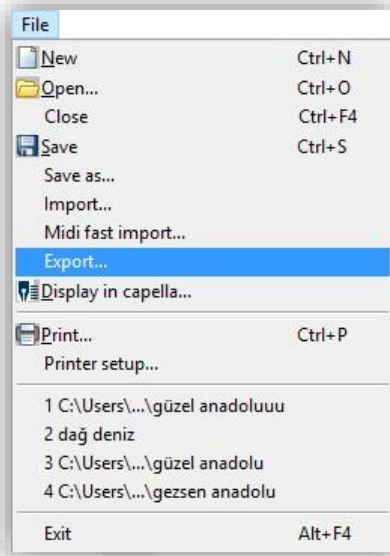 File
New Ctrl+N
Open... Ctrl+O
Close Ctrl+F4
Save Ctrl+S
Save as...
Import...
Midi fast import...
Export...
Display in capella...
Print... Ctrl+P
Printer setup...
1 C:\Users\...\güzel anadoluuu
2 dağ deniz
3 C:\Users\...\güzel anadolu
4 C:\Users\...\gezsen anadolu
Exit Alt+F4